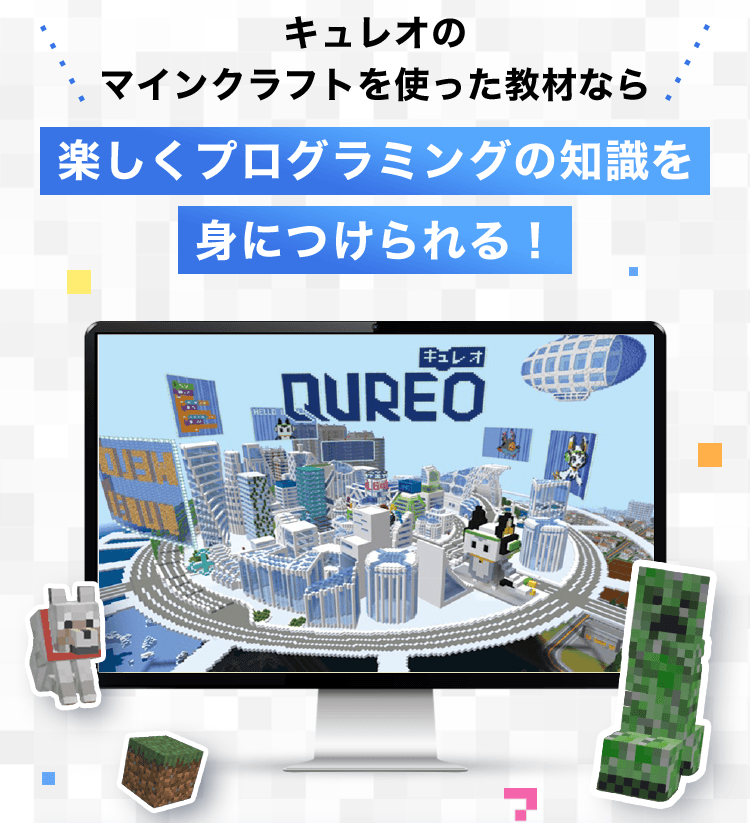 キュレオの
マインクラフトを使った教材なら
楽しくプログラミングの知識を
身につけられる！
キュレオ
QUREO
HELLO